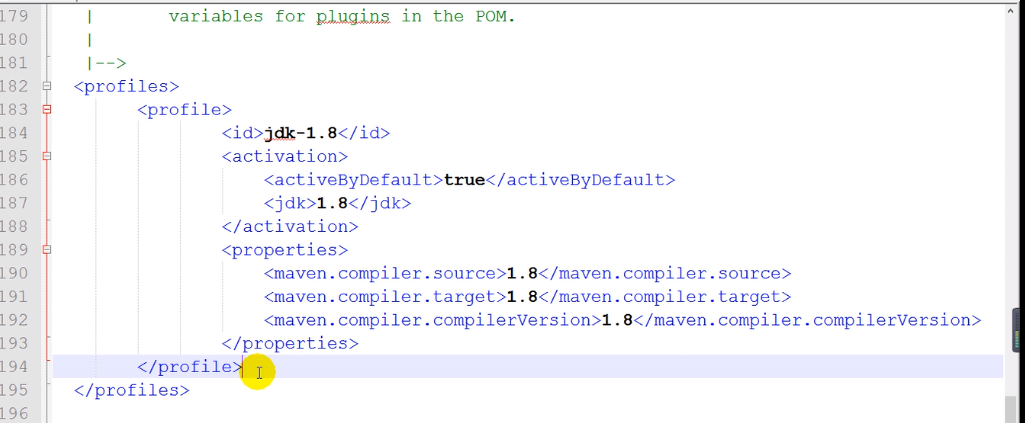 179 | variables for plugins in the POM.
180 |
181 |-->
182 <profiles>
183 <profile>
184 <id>jdk-1.8</id>
185 <activation>
186 <activeByDefault>true</activeByDefault>
187 <jdk>1.8</jdk>
188 </activation>
189 <properties>
190 <maven.compiler.source>1.8</maven.compiler.source>
191 <maven.compiler.target>1.8</maven.compiler.target>
192 <maven.compiler.compilerVersion>1.8</maven.compiler.compilerVersion>
193 </properties>
194 </profile>
195 </profiles>
196